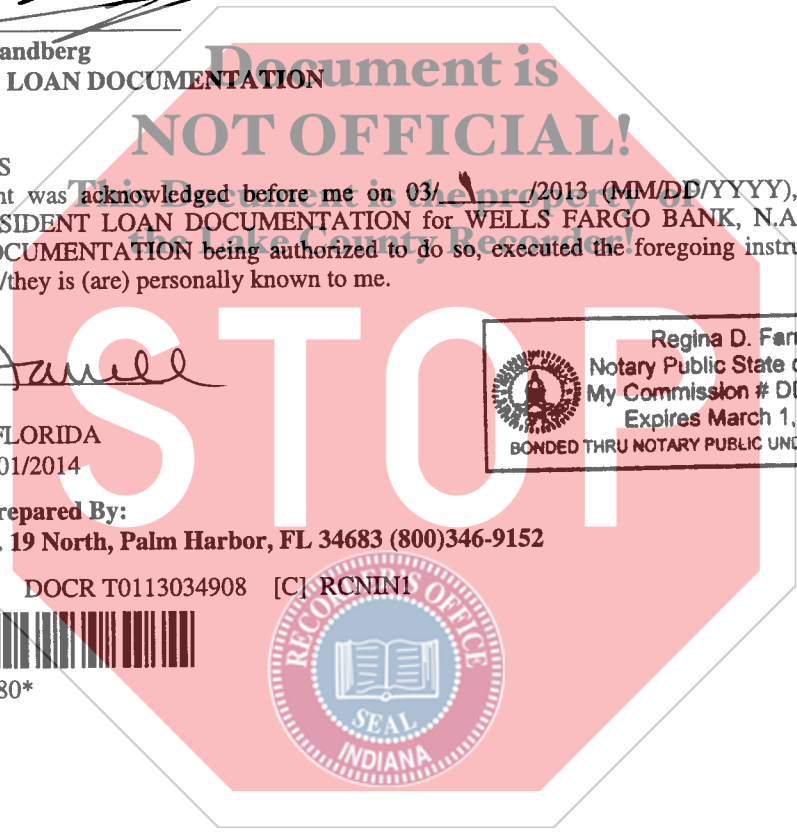 andberg
LOAN DOCUMENTATION
Document is
NOT OFFICIAL!
This Document is the property of
the Lake County Recorder!
S
nt was acknowledged before me on 03/ /2013 (MM/DD/YYYY),
SIDENT LOAN DOCUMENTATION for WELLS FARGO BANK, N.A
OCUMENTATION being authorized to do so, executed the foregoing instru
/they is (are) personally known to me.
STOP
Regina D. Fan
Notary Public State o
My Commission # DD
Expires March 1,
BONDED THRU NOTARY PUBLIC UND
FLORIDA
01/2014
repared By:
. 19 North, Palm Harbor, FL 34683 (800)346-9152
DOCR T0113034908 [C] RCNIN1
80*
RECORDER'S OFFICE
SEAL
INDIANA